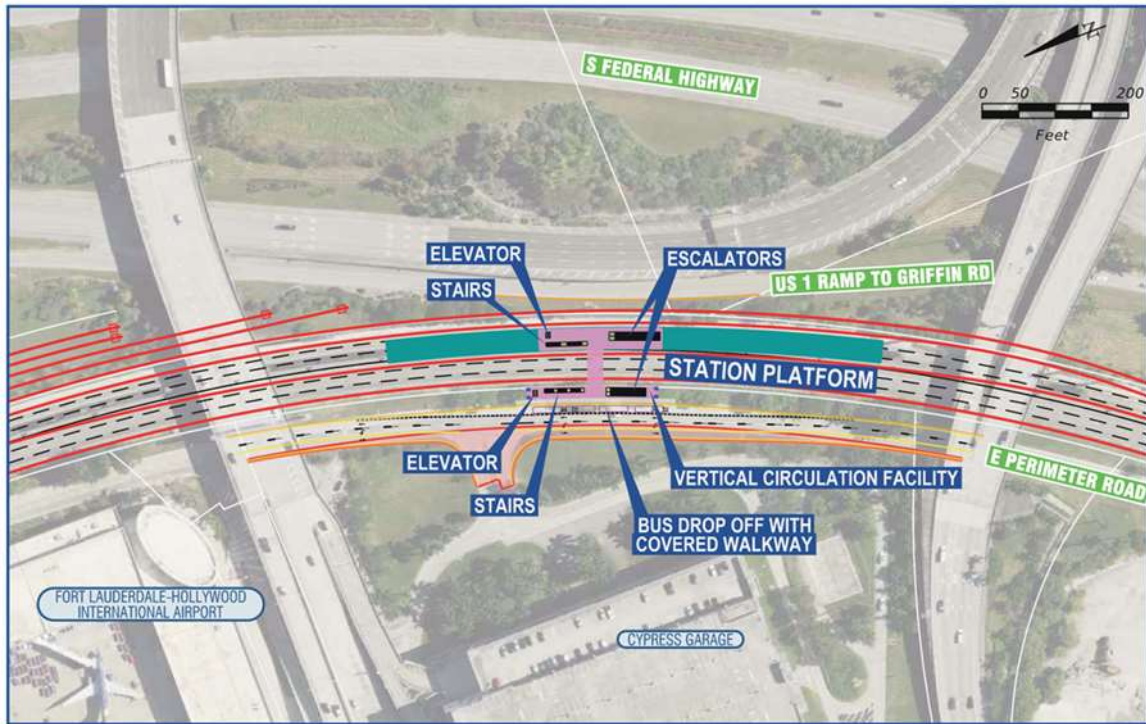 Z
S FEDERAL HIGHWAY
0 50 200
Feet
ELEVATOR
ESCALATORS
STAIRS
US 1 RAMP TO GRIFFIN RD
STATION PLATFORM
ELEVATOR
STAIRS
VERTICAL CIRCULATION FACILITY
E PERIMETER ROAD
BUS DROP OFF WITH
COVERED WALKWAY
FORT LAUDERDALE-HOLLYWOOD
INTERNATIONAL AIRPORT
CYPRESS GARAGE